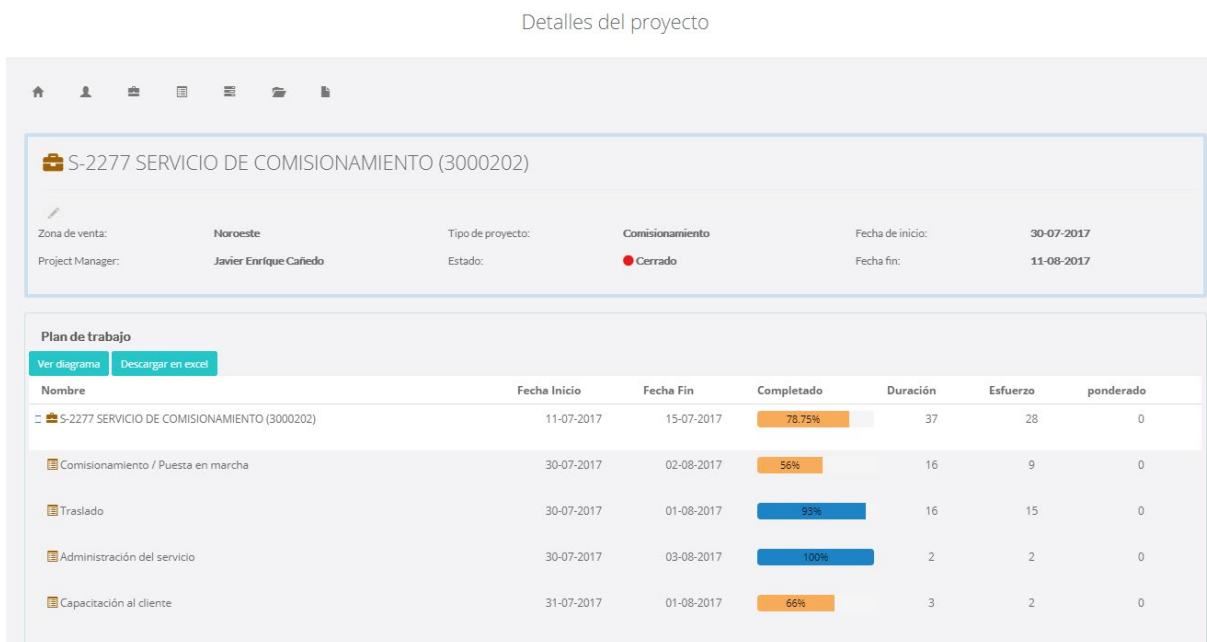 Detalles del proyecto
S-2277 SERVICIO DE COMISIONAMIENTO (3000202)
Zona de venta: Noroeste Tipo de proyecto: Comisionamiento Fecha de inicio: 30-07-2017
Project Manager: Javier Enríque Cañedo Estado: Cerrado Fecha fin: 11-08-2017
Plan de trabajo
Ver diagrama Descargar en excel
Nombre Fecha Inicio Fecha Fin Completado Duración Esfuerzo ponderado
S-2277 SERVICIO DE COMISIONAMIENTO (3000202) 11-07-2017 15-07-2017 78.75% 37 28 0
Comisionamiento / Puesta en marcha 30-07-2017 02-08-2017 56% 16 9 0
Traslado 30-07-2017 01-08-2017 93% 16 15 0
Administración del servicio 30-07-2017 03-08-2017 100% 2 2 0
Capacitación al cliente 31-07-2017 01-08-2017 66% 3 2 0